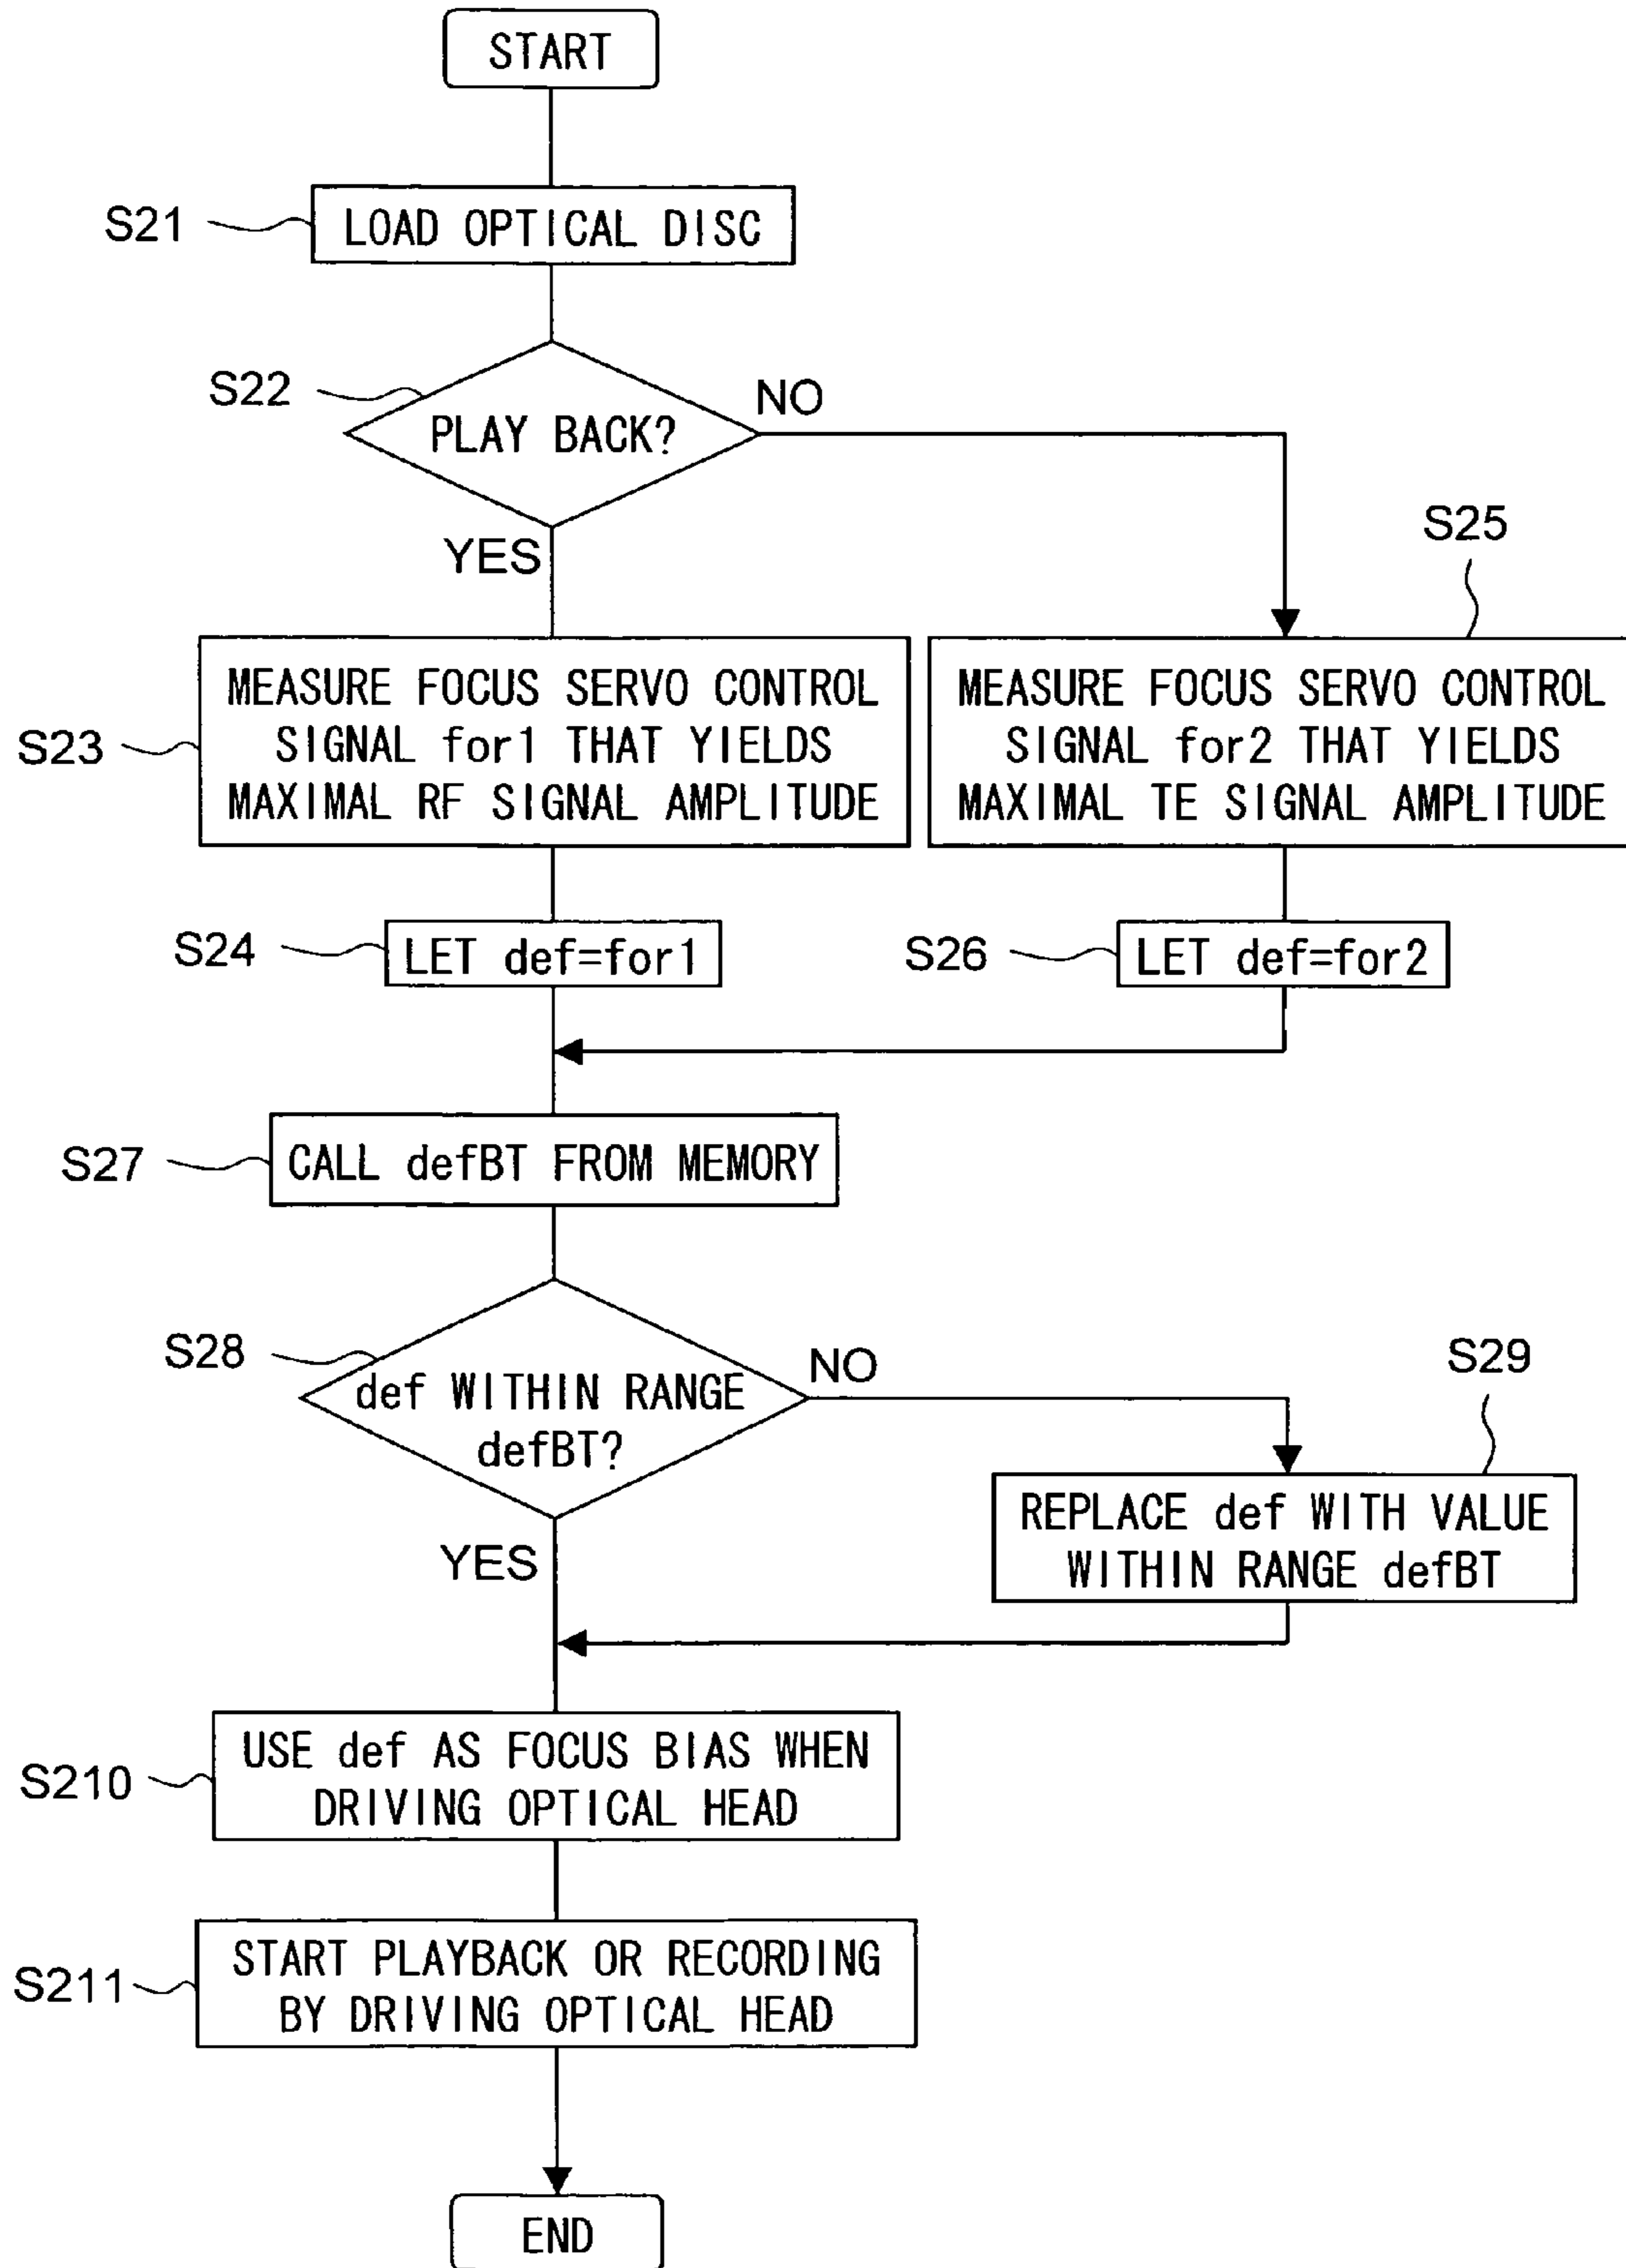 START
S21
LOAD OPTICAL DISC
S22
PLAY BACK?
NO
YES
S23
MEASURE FOCUS SERVO CONTROL
SIGNAL for1 THAT YIELDS
MAXIMAL RF SIGNAL AMPLITUDE
S25
MEASURE FOCUS SERVO CONTROL
SIGNAL for2 THAT YIELDS
MAXIMAL TE SIGNAL AMPLITUDE
S24
LET def=for1
S26
LET def=for2
S27
CALL defBT FROM MEMORY
S28
def WITHIN RANGE
defBT?
NO
YES
S29
REPLACE def WITH VALUE
WITHIN RANGE defBT
S210
USE def AS FOCUS BIAS WHEN
DRIVING OPTICAL HEAD
S211
START PLAYBACK OR RECORDING
BY DRIVING OPTICAL HEAD
END